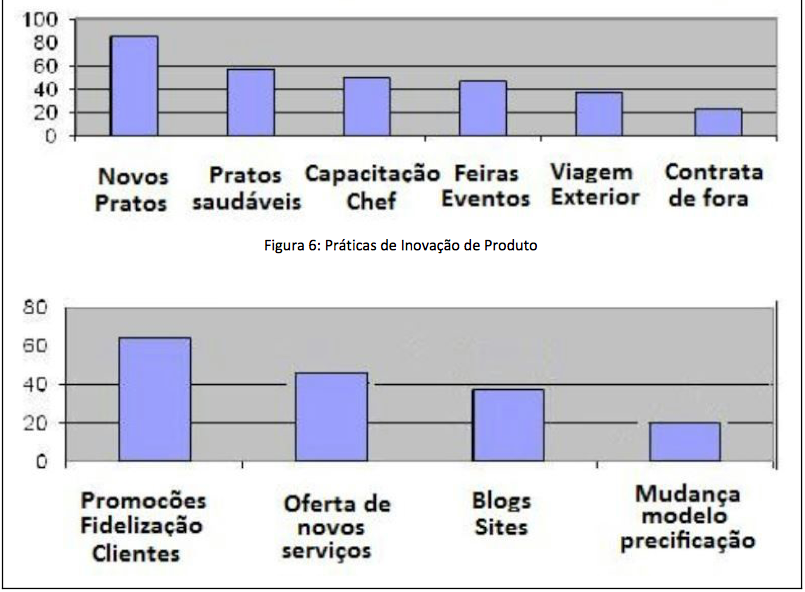 100
80
60
40
20
0
Novos Pratos
Pratos saudáveis
Capacitação Chef
Feiras Eventos
Viagem Exterior
Contrata de fora
Figura 6: Práticas de Inovação de Produto
80
60
40
20
0
Promocões Fidelização Clientes
Oferta de novos serviços
Blogs Sites
Mudança modelo precificação